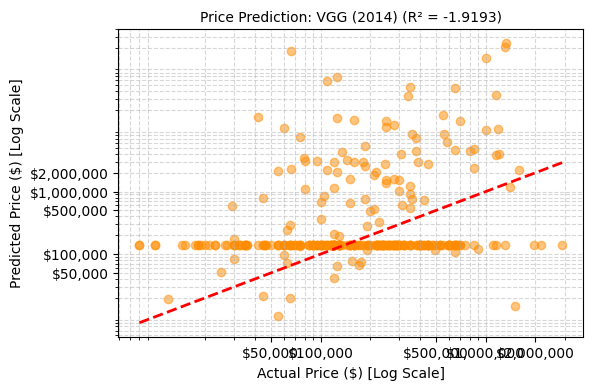 Price Prediction: VGG (2014) (R² = -1.9193)
Predicted Price ($) [Log Scale]
$2,000,000
$1,000,000
$500,000
$100,000
$50,000
$50,000 $100,000 $500,000 $1,000,000 $2,000,000
Actual Price ($) [Log Scale]